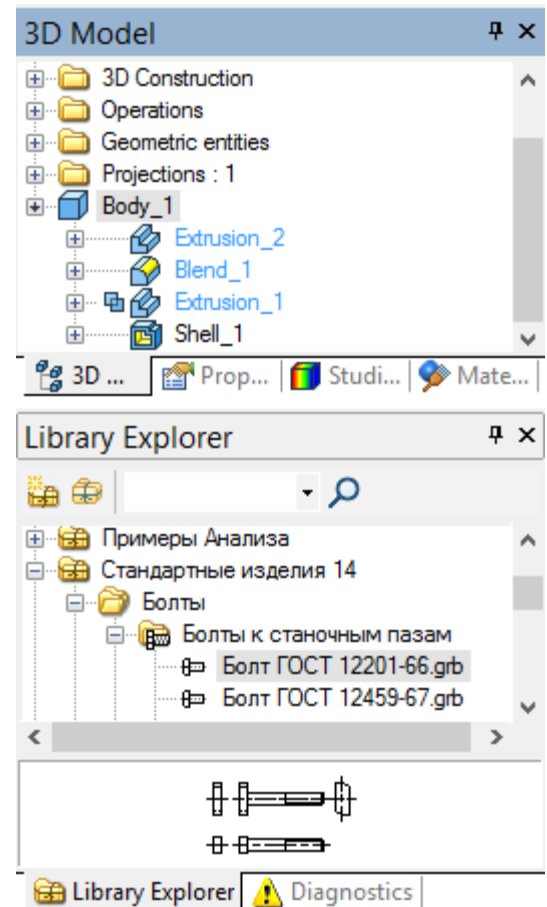 3D Model
3D Construction
Operations
Geometric entities
Projections : 1
Body_1
Extrusion_2
Blend_1
Extrusion_1
Shell_1
3D ... Prop... Studi... Mate...
Library Explorer
Примеры Анализа
Стандартные изделия 14
Болты
Болты к станочным пазам
Болт ГОСТ 12201-66.grb
Болт ГОСТ 12459-67.grb
Library Explorer Diagnostics